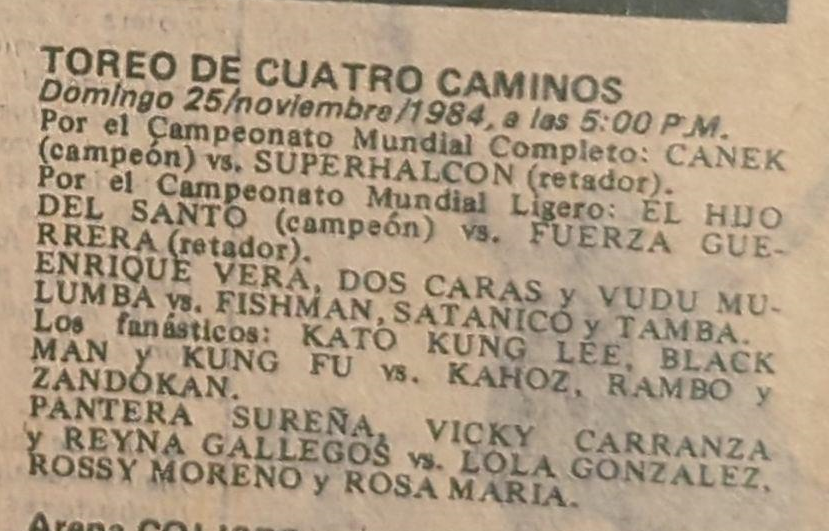 TOREO DE CUATRO CAMINOS
Domingo 25/noviembre/1984, a las 5:00 P.M.
Por el Campeonato Mundial Completo: CANEK
(campeón) vs. SUPERHALCON (retador).
Por el Campeonato Mundial Ligero: EL HIJO
DEL SANTO (campeón) vs. FUERZA GUE-
RRERA (retador).
ENRIQUE VERA, DOS CARAS y VUDU MU-
LUMBA vs. FISHMAN, SATANICO y TAMBA.
Los fanásticos: KATO KUNG LEE, BLACK
MAN y KUNG FU vs. KAHOZ, RAMBO y
ZANDOKAN.
PANTERA SUREÑA, VICKY CARRANZA
y REYNA GALLEGOS vs. LOLA GONZALEZ,
ROSSY MORENO y ROSA MARIA.
Arena